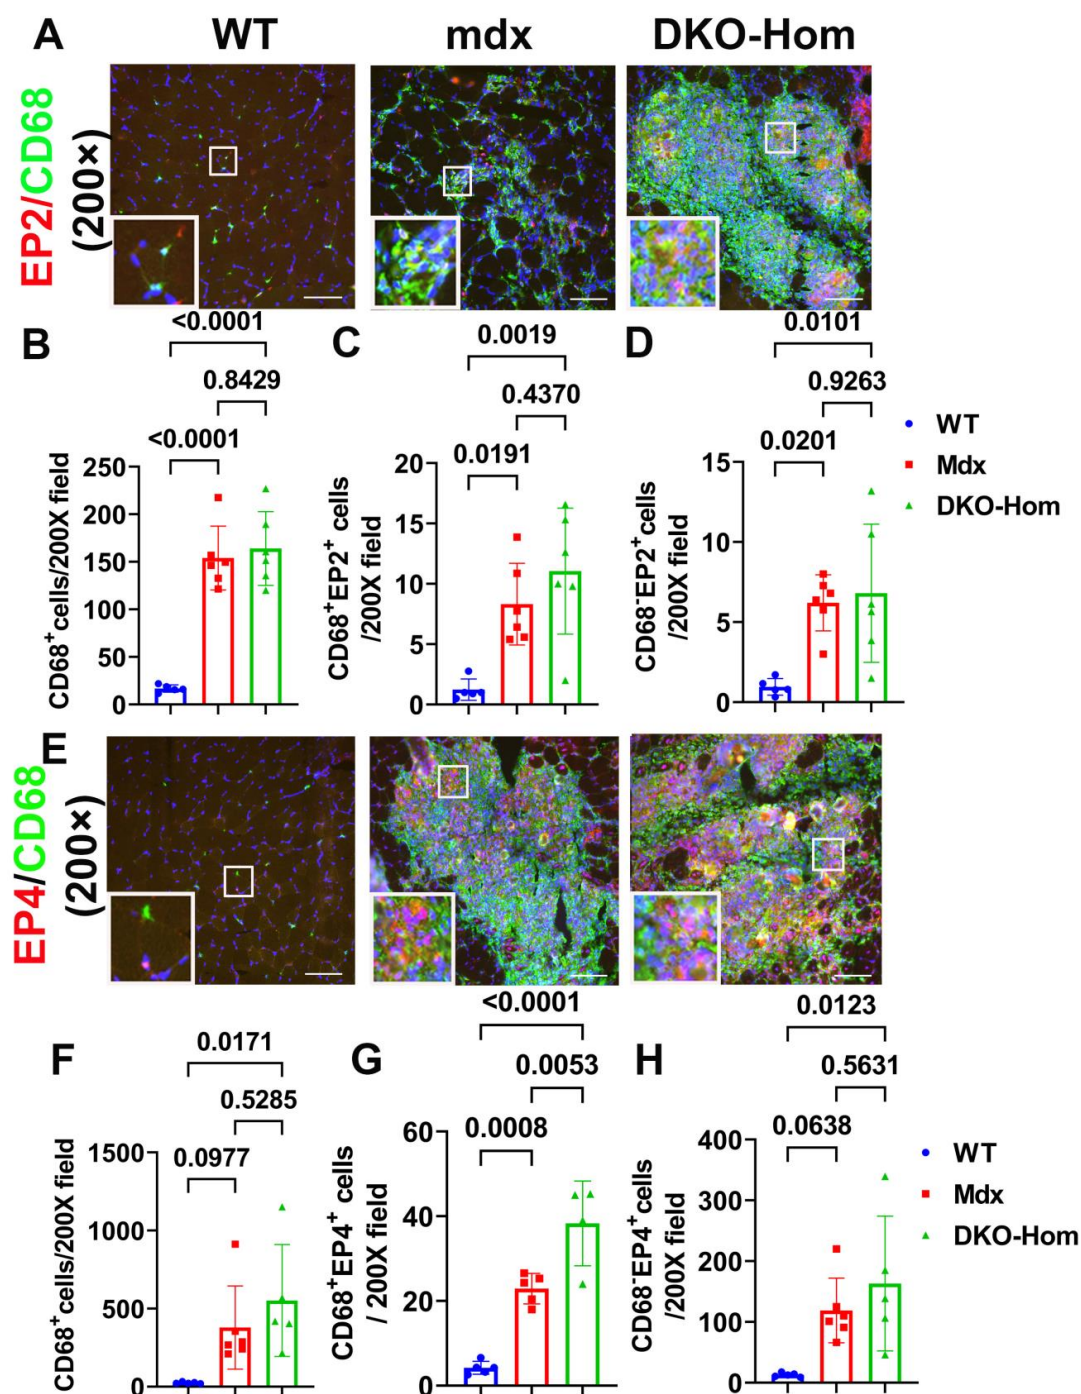 A WT mdx DKO-Hom
EP2/CD68
(200×)
B <0.0001
0.8429
<0.0001
250
200
150
100
50
0
CD68⁺cells/200X field
C 0.0019
0.4370
0.0191
20
15
10
5
0
CD68⁺EP2⁺ cells
/200X field
D 0.0101
0.9263
0.0201
15
10
5
0
CD68⁻EP2⁺cells
/200X field
WT
Mdx
DKO-Hom
E
EP4/CD68
(200×)
F 0.0171
0.5285
0.0977
1500
1000
500
0
CD68⁺cells/200X field
G <0.0001
0.0053
0.0008
60
40
20
0
CD68⁺EP4⁺ cells
/ 200X field
H 0.0123
0.5631
0.0638
400
300
200
100
0
CD68⁻EP4⁺cells
/200X field
WT
Mdx
DKO-Hom